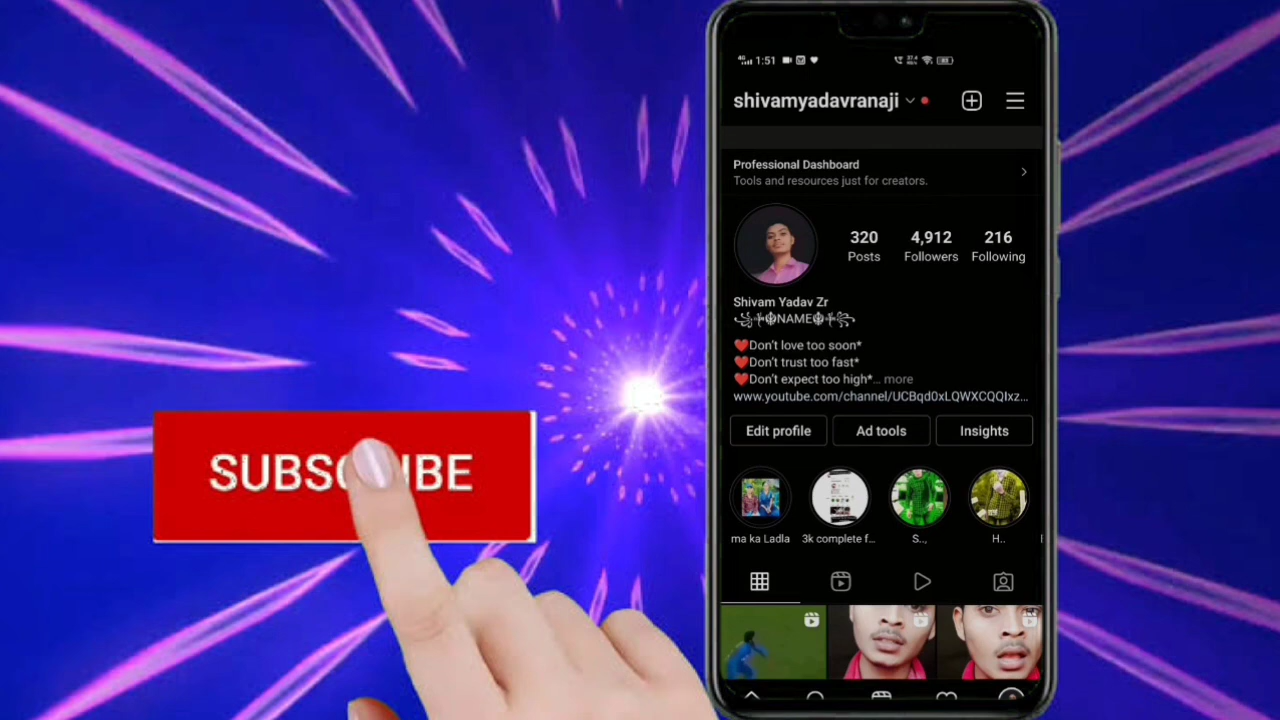 SUBSCRIBE
4G 1:51
shivamyadavranaji
Professional Dashboard
Tools and resources just for creators.
320 4,912 216
Posts Followers Following
Shivam Yadav Zr
NAME
❤️Don't love too soon*
❤️Don't trust too fast*
❤️Don't expect too high*... more
www.youtube.com/channel/UCBqd0xLQWXCQQIxz...
Edit profile Ad tools Insights
ma ka Ladla 3k complete f... S.., H..